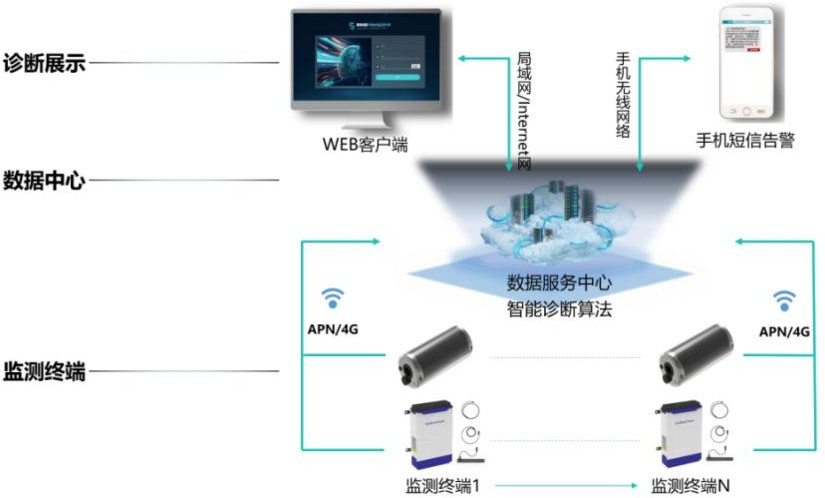 诊断展示
局域网/Internet网
手机无线网络
WEB客户端
手机短信告警
数据中心
数据服务中心
智能诊断算法
APN/4G
APN/4G
监测终端
监测终端1
监测终端N